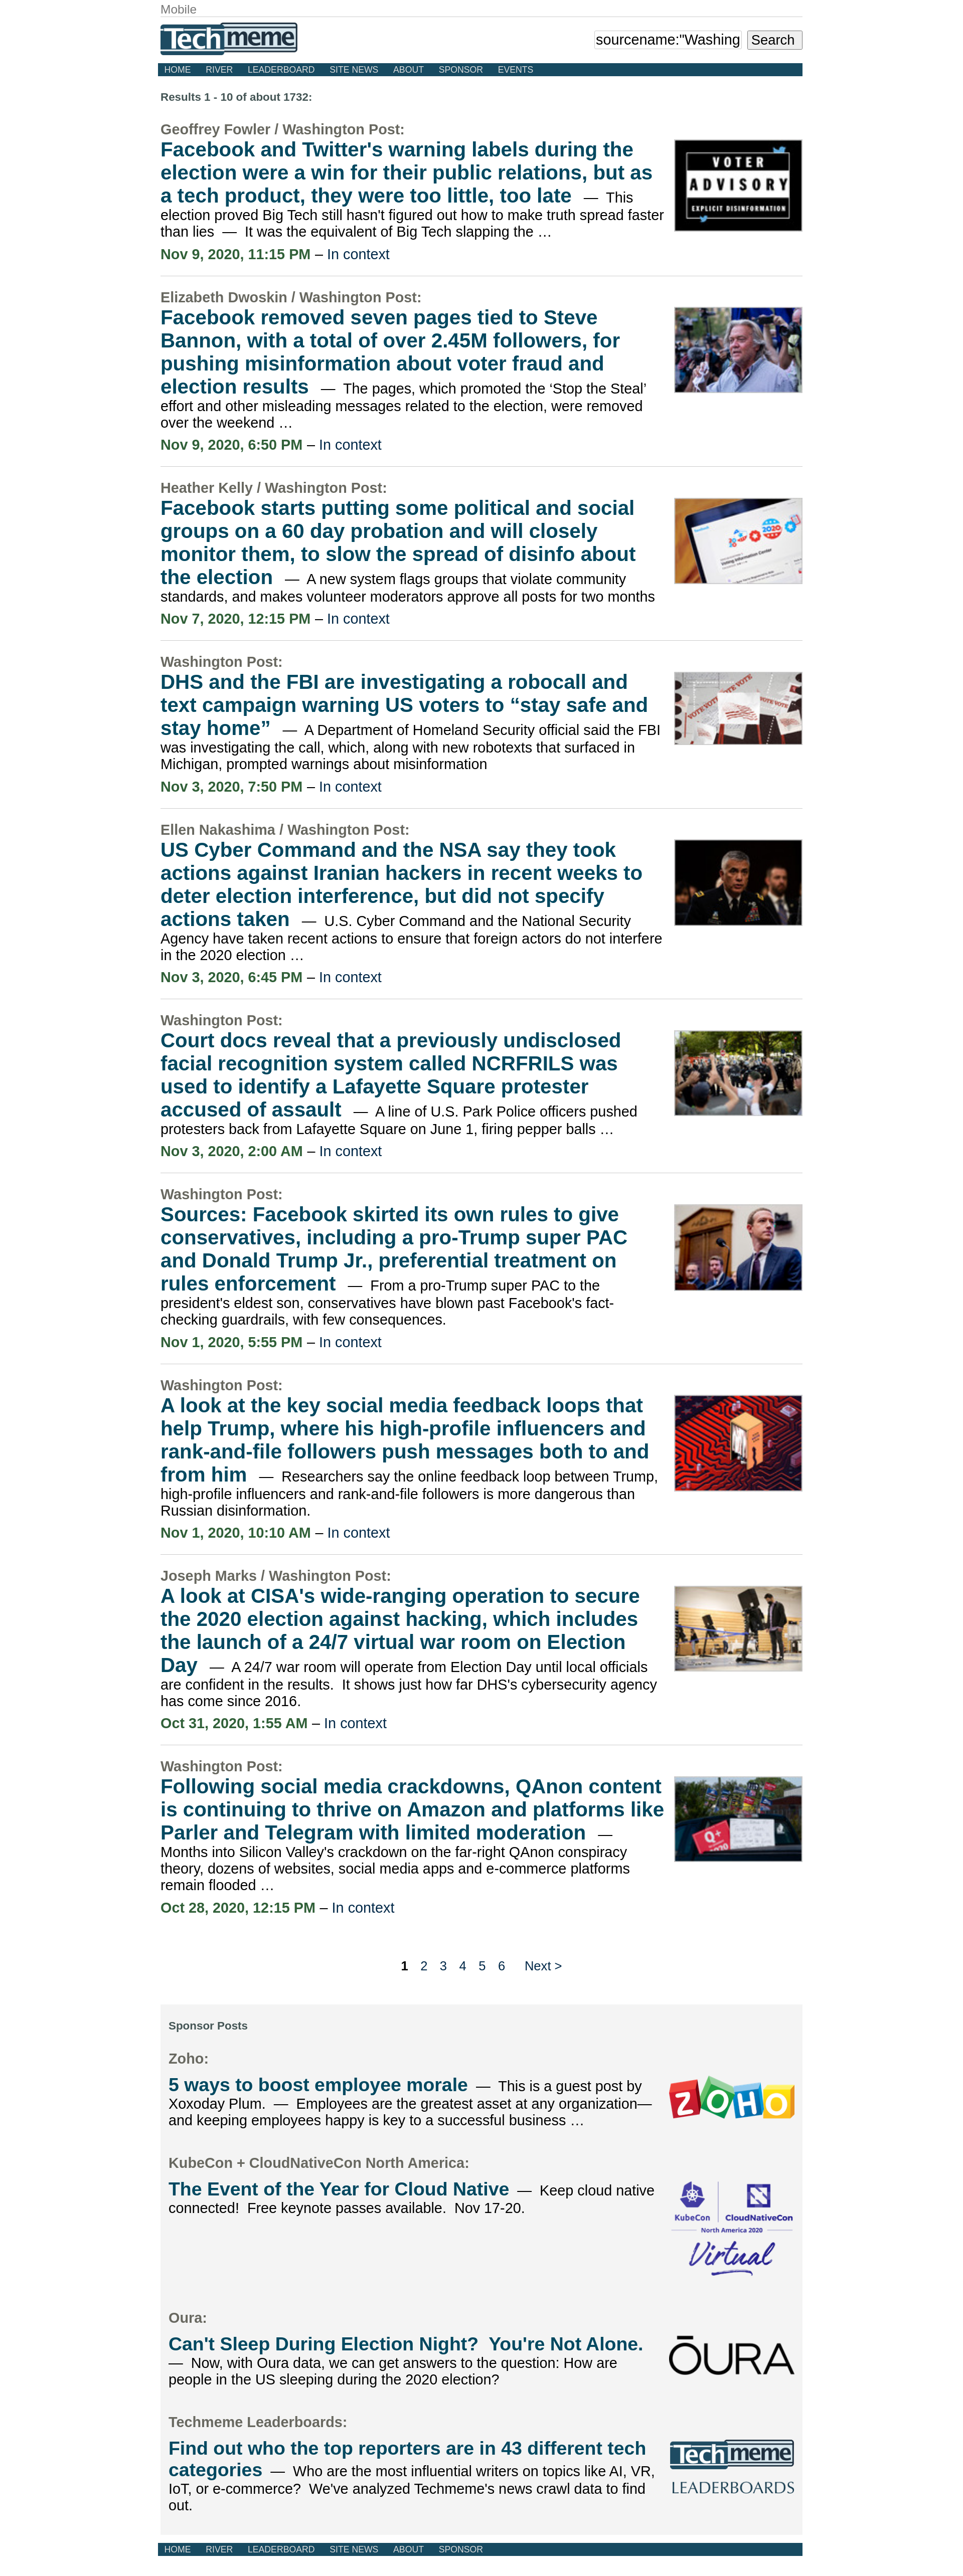 Mobile
Techmeme
sourcename:"Washing
Search
HOME RIVER LEADERBOARD SITE NEWS ABOUT SPONSOR EVENTS
Results 1 - 10 of about 1732:
Geoffrey Fowler / Washington Post:
Facebook and Twitter's warning labels during the
election were a win for their public relations, but as
a tech product, they were too little, too late — This
election proved Big Tech still hasn't figured out how to make truth spread faster
than lies — It was the equivalent of Big Tech slapping the …
VOTER
ADVISORY
EXPLICIT DISINFORMATION
Nov 9, 2020, 11:15 PM – In context
Elizabeth Dwoskin / Washington Post:
Facebook removed seven pages tied to Steve
Bannon, with a total of over 2.45M followers, for
pushing misinformation about voter fraud and
election results — The pages, which promoted the ‘Stop the Steal’
effort and other misleading messages related to the election, were removed
over the weekend …
Nov 9, 2020, 6:50 PM – In context
Heather Kelly / Washington Post:
Facebook starts putting some political and social
groups on a 60 day probation and will closely
monitor them, to slow the spread of disinfo about
the election — A new system flags groups that violate community
standards, and makes volunteer moderators approve all posts for two months
Nov 7, 2020, 12:15 PM – In context
Washington Post:
DHS and the FBI are investigating a robocall and
text campaign warning US voters to “stay safe and
stay home” — A Department of Homeland Security official said the FBI
was investigating the call, which, along with new robotexts that surfaced in
Michigan, prompted warnings about misinformation
Nov 3, 2020, 7:50 PM – In context
Ellen Nakashima / Washington Post:
US Cyber Command and the NSA say they took
actions against Iranian hackers in recent weeks to
deter election interference, but did not specify
actions taken — U.S. Cyber Command and the National Security
Agency have taken recent actions to ensure that foreign actors do not interfere
in the 2020 election …
Nov 3, 2020, 6:45 PM – In context
Washington Post:
Court docs reveal that a previously undisclosed
facial recognition system called NCRFRILS was
used to identify a Lafayette Square protester
accused of assault — A line of U.S. Park Police officers pushed
protesters back from Lafayette Square on June 1, firing pepper balls …
Nov 3, 2020, 2:00 AM – In context
Washington Post:
Sources: Facebook skirted its own rules to give
conservatives, including a pro-Trump super PAC
and Donald Trump Jr., preferential treatment on
rules enforcement — From a pro-Trump super PAC to the
president's eldest son, conservatives have blown past Facebook's fact-
checking guardrails, with few consequences.
Nov 1, 2020, 5:55 PM – In context
Washington Post:
A look at the key social media feedback loops that
help Trump, where his high-profile influencers and
rank-and-file followers push messages both to and
from him — Researchers say the online feedback loop between Trump,
high-profile influencers and rank-and-file followers is more dangerous than
Russian disinformation.
Nov 1, 2020, 10:10 AM – In context
Joseph Marks / Washington Post:
A look at CISA's wide-ranging operation to secure
the 2020 election against hacking, which includes
the launch of a 24/7 virtual war room on Election
Day — A 24/7 war room will operate from Election Day until local officials
are confident in the results. It shows just how far DHS's cybersecurity agency
has come since 2016.
Oct 31, 2020, 1:55 AM – In context
Washington Post:
Following social media crackdowns, QAnon content
is continuing to thrive on Amazon and platforms like
Parler and Telegram with limited moderation —
Months into Silicon Valley's crackdown on the far-right QAnon conspiracy
theory, dozens of websites, social media apps and e-commerce platforms
remain flooded …
Oct 28, 2020, 12:15 PM – In context
1 2 3 4 5 6 Next >
Sponsor Posts
Zoho:
5 ways to boost employee morale — This is a guest post by
Xoxoday Plum. — Employees are the greatest asset at any organization—
and keeping employees happy is key to a successful business …
ZOHO
KubeCon + CloudNativeCon North America:
The Event of the Year for Cloud Native — Keep cloud native
connected! Free keynote passes available. Nov 17-20.
KubeCon CloudNativeCon
North America 2020
Virtual
Oura:
Can't Sleep During Election Night? You're Not Alone.
— Now, with Oura data, we can get answers to the question: How are
people in the US sleeping during the 2020 election?
ŌURA
Techmeme Leaderboards:
Find out who the top reporters are in 43 different tech
categories — Who are the most influential writers on topics like AI, VR,
IoT, or e-commerce? We've analyzed Techmeme's news crawl data to find
out.
Techmeme
LEADERBOARDS
HOME RIVER LEADERBOARD SITE NEWS ABOUT SPONSOR